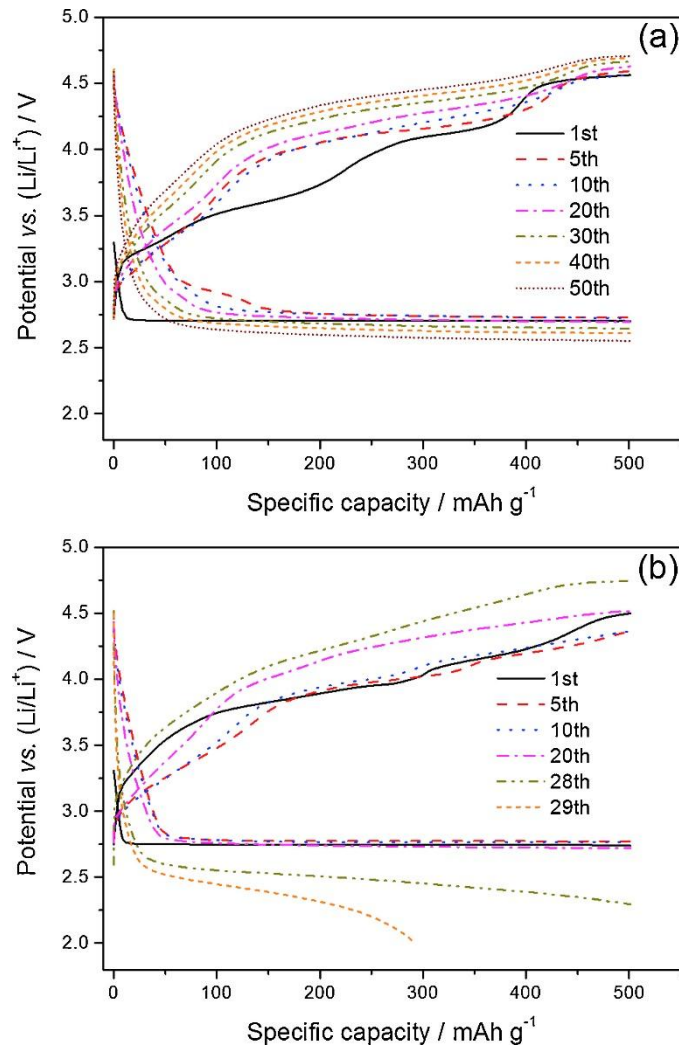 (a)
5.0
4.5
4.0
3.5
3.0
2.5
2.0
Potential vs. (Li/Li⁺) / V
1st
5th
10th
20th
30th
40th
50th
0 100 200 300 400 500
Specific capacity / mAh g⁻¹
(b)
5.0
4.5
4.0
3.5
3.0
2.5
2.0
Potential vs. (Li/Li⁺) / V
1st
5th
10th
20th
28th
29th
0 100 200 300 400 500
Specific capacity / mAh g⁻¹